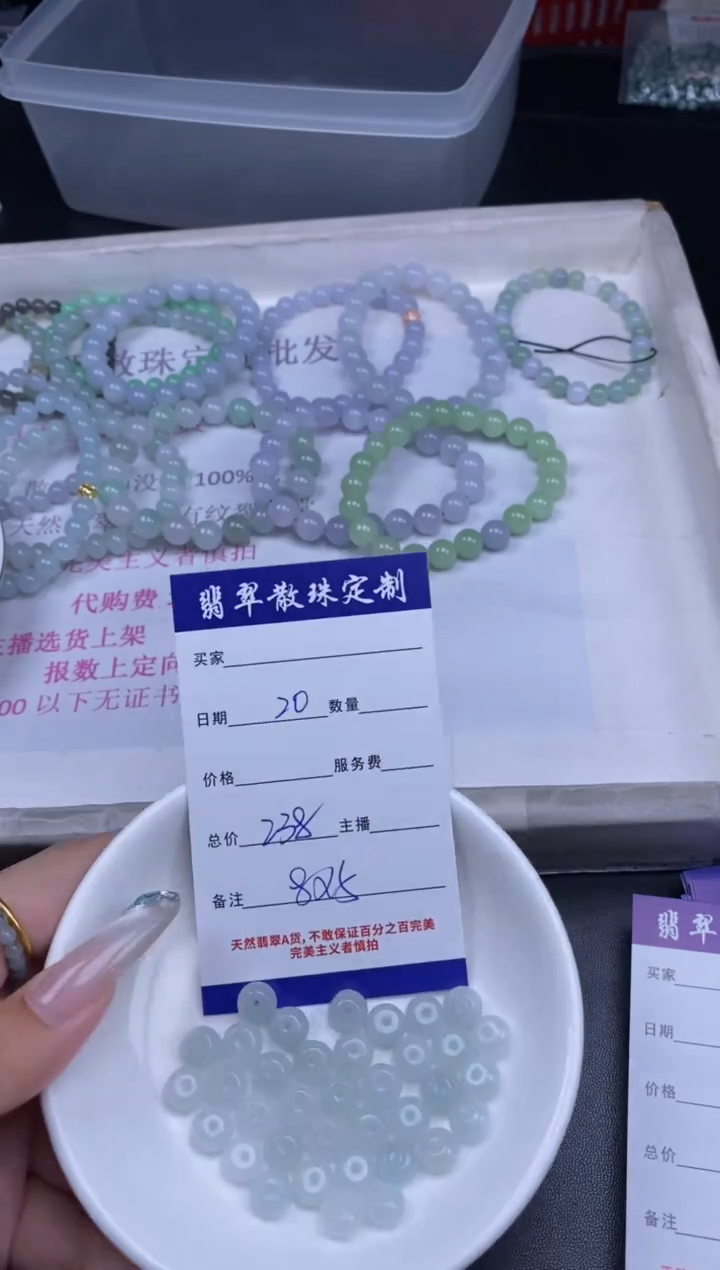 散珠定
批发
100%
天然
有纹
完美主义者慎拍
代购费
主播选货上架
报数上定向
00 以下无证书
翡翠散珠定制
买家
日期 20 数量
价格 服务费
总价 238 主播
备注 825
天然翡翠A货，不敢保证百分之百完美
完美主义者慎拍
翡翠
买家
日期
价格
总价
备注